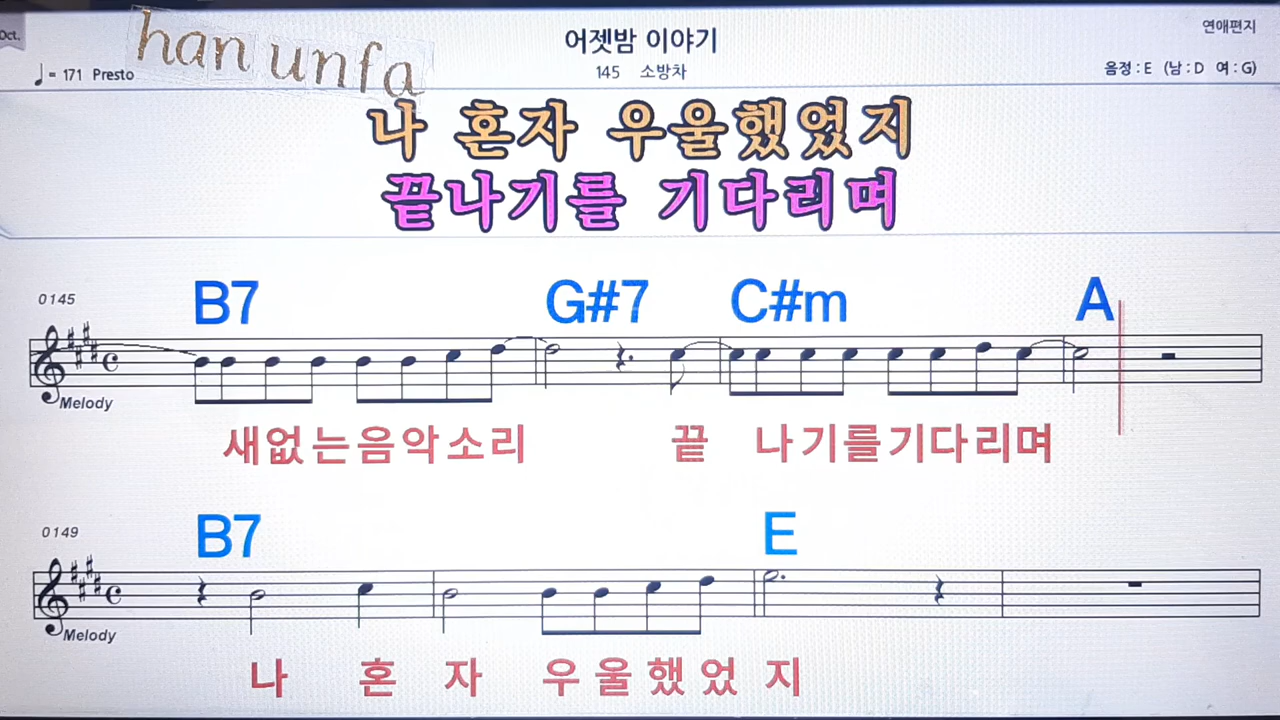 Oct.
han unfa
어젯밤 이야기
연애편지
♩= 171 Presto
145 소방차
음정 : E (남 : D 여 : G)
나 혼자 우울했었지
끝나기를 기다리며
0145
B7 G#7 C#m A
Melody
새없는음악소리 끝 나기를기다리며
0149
B7 E
Melody
나 혼 자 우울했었 지